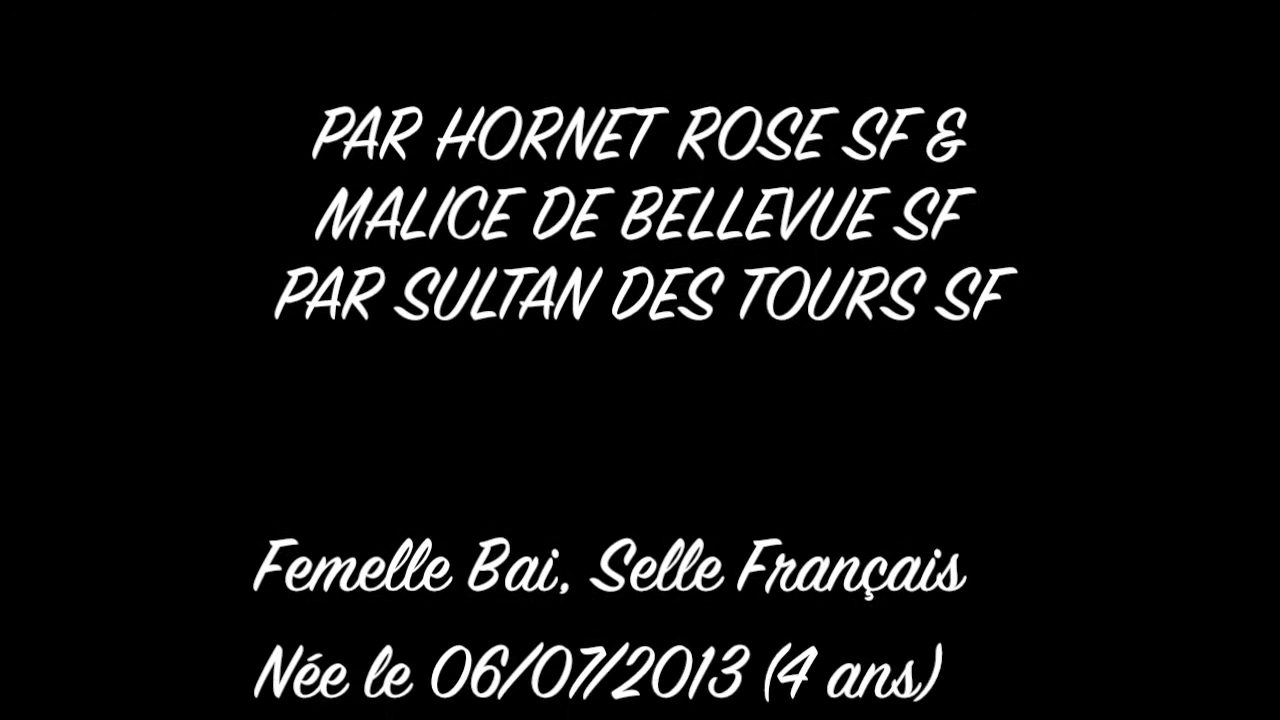 PAR HORNET ROSE SF &
MALICE DE BELLEVUE SF
PAR SULTAN DES TOURS SF
Femelle Bai, Selle Français
Née le 06/07/2013 (4 ans)